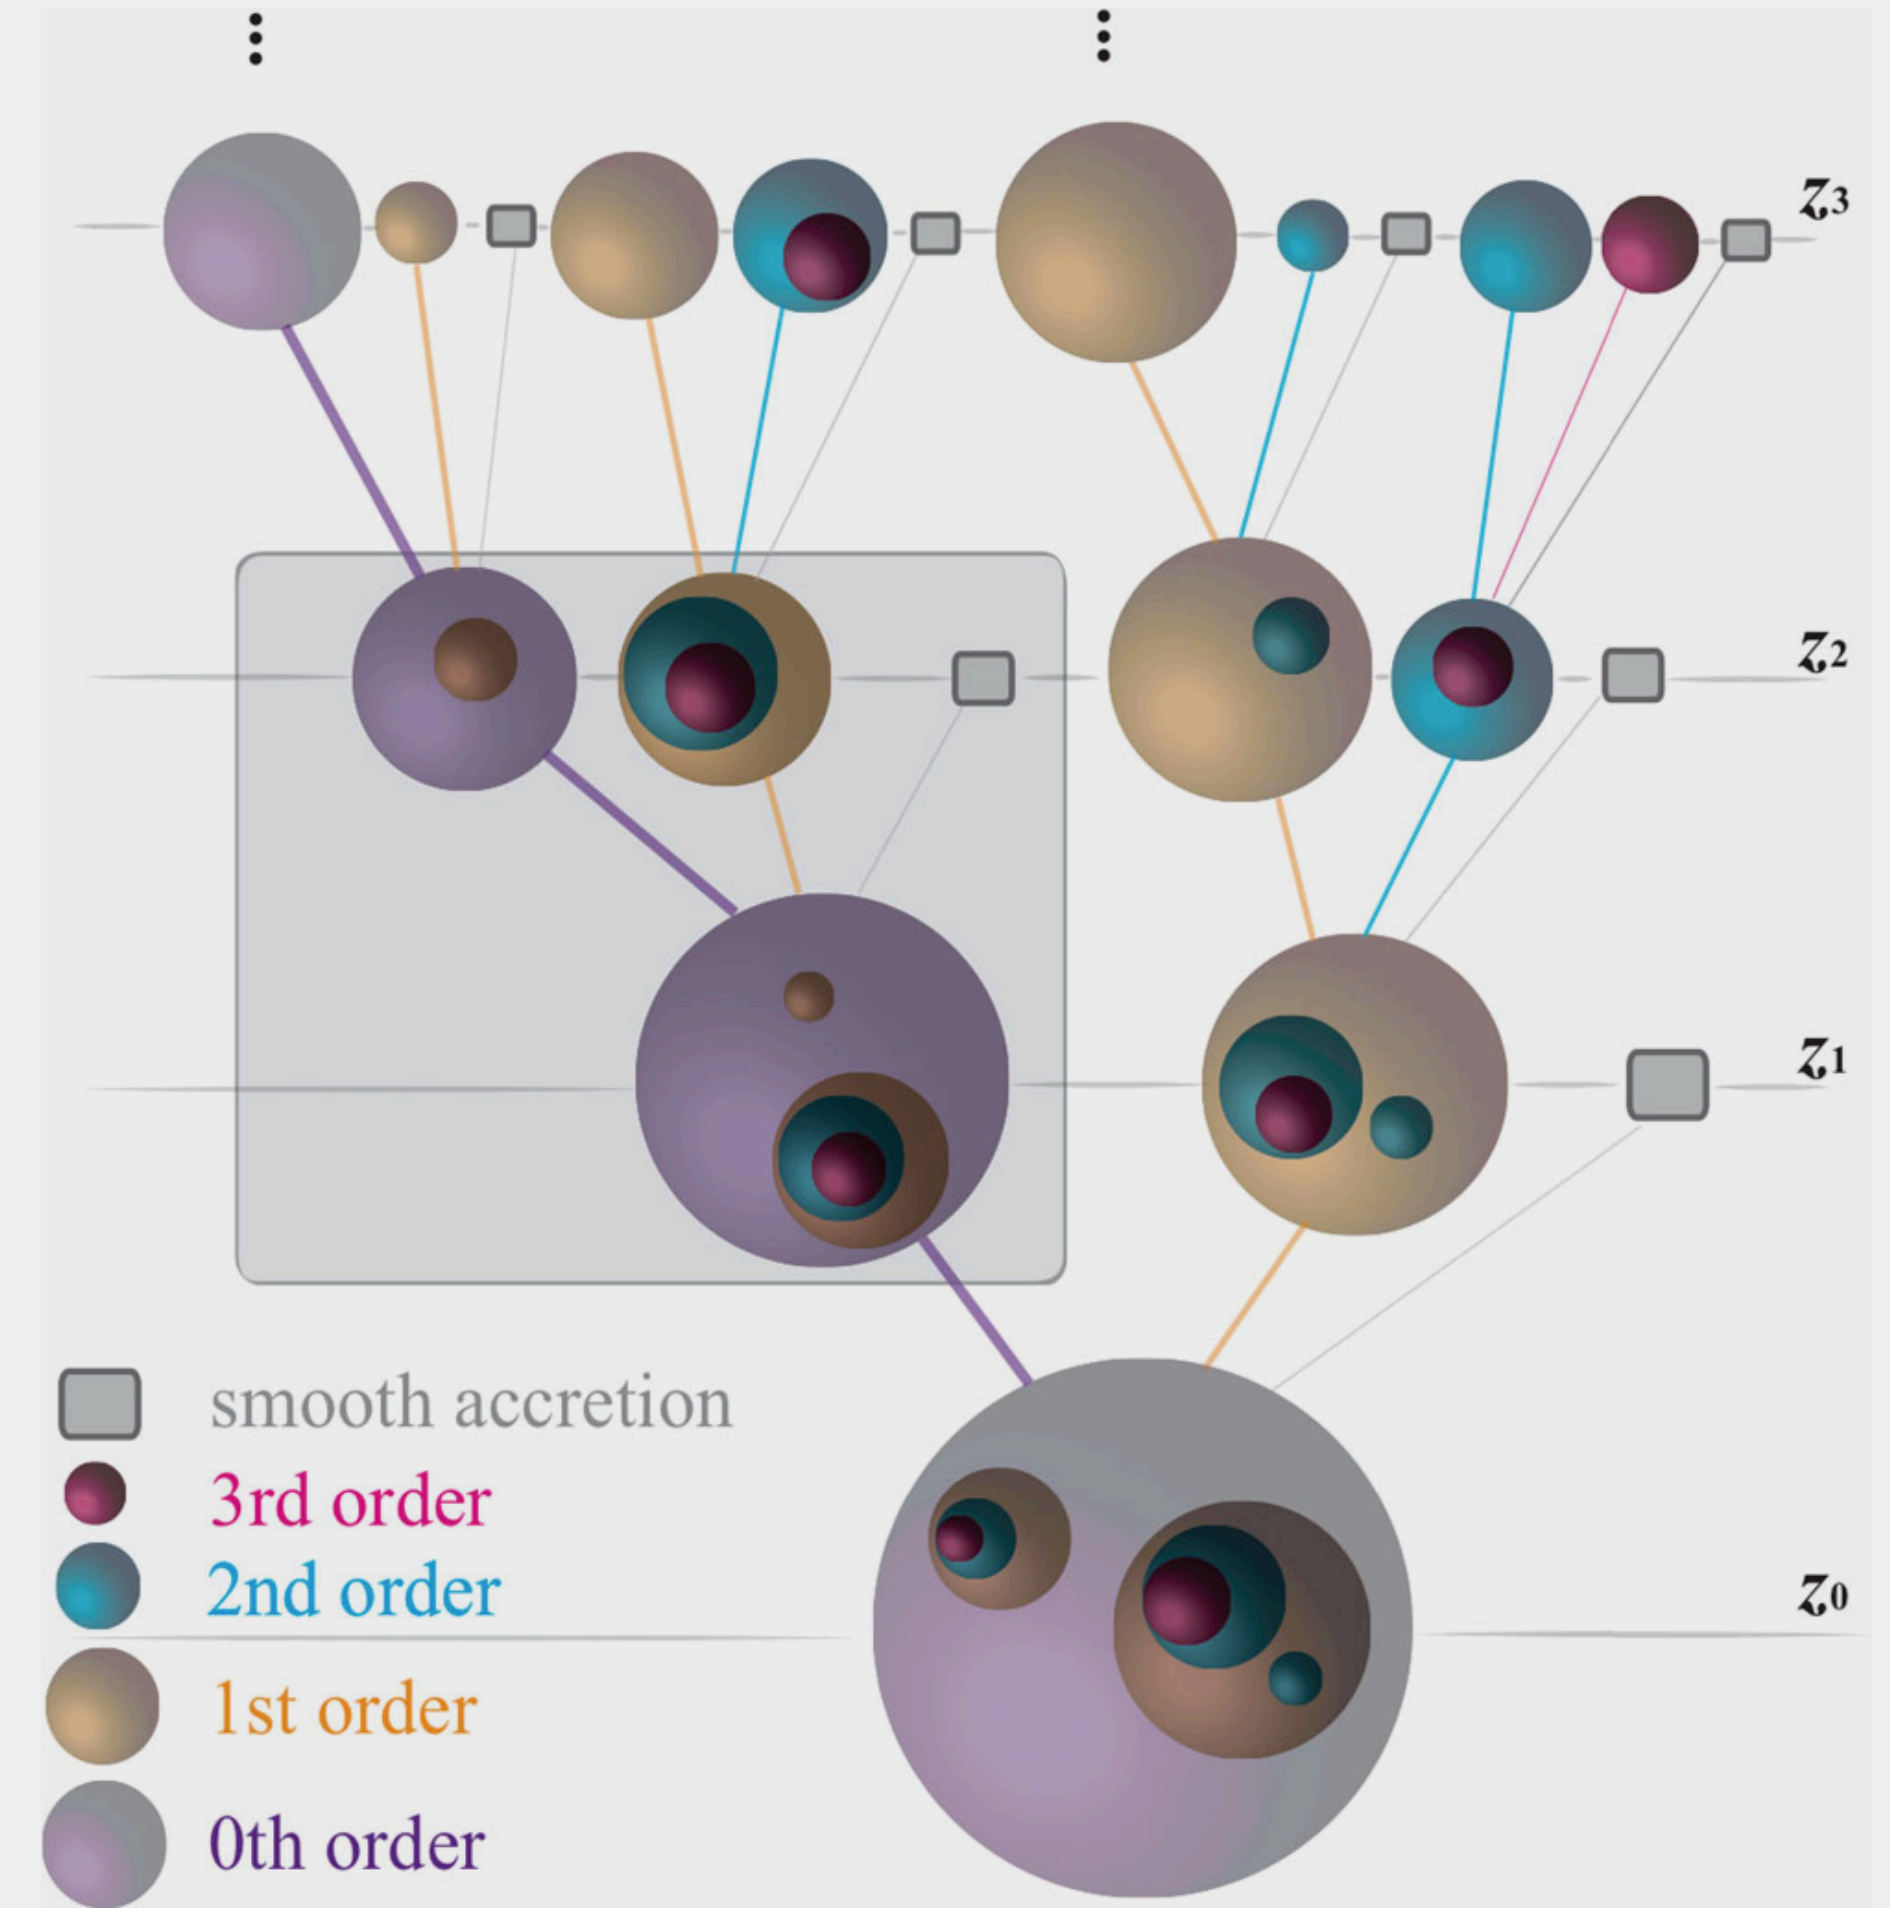 z3
z2
z1
smooth accretion
3rd order
2nd order
z0
1st order
0th order